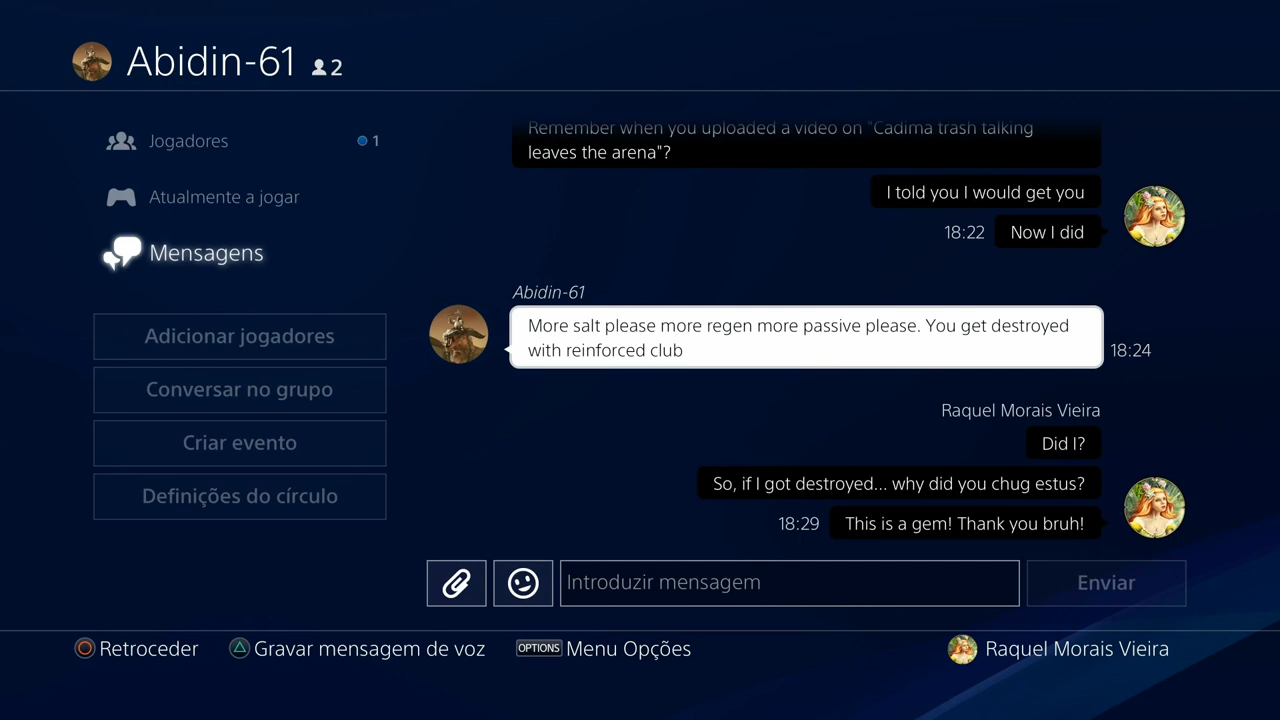 Abidin-61 2
Jogadores 1
Atualmente a jogar
Mensagens
Adicionar jogadores
Conversar no grupo
Criar evento
Definições do círculo
Remember when you uploaded a video on "Cadima trash talking
leaves the arena"?
I told you I would get you
18:22 Now I did
Abidin-61
More salt please more regen more passive please. You get destroyed
with reinforced club
18:24
Raquel Morais Vieira
Did I?
So, if I got destroyed... why did you chug estus?
18:29 This is a gem! Thank you bruh!
Introduzir mensagem
Enviar
Retroceder
Gravar mensagem de voz
OPTIONS Menu Opções
Raquel Morais Vieira